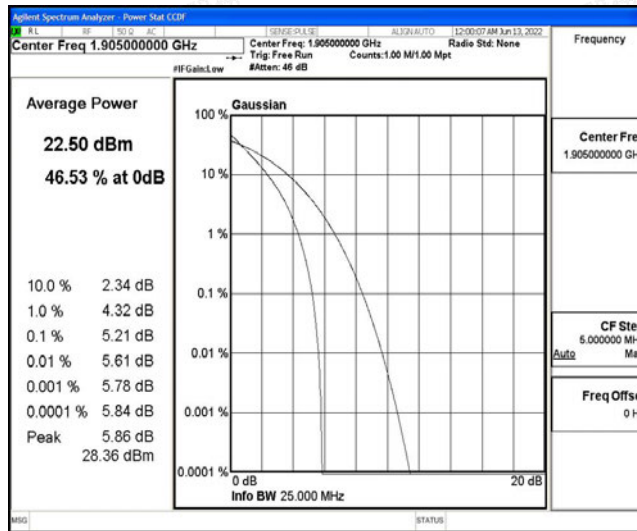 Agilent Spectrum Analyzer - Power Stat CCDF
RL RF 50 Ω AC SENSE:PULSE ALIGN AUTO 12:00:07 AM Jun 13, 2022
Center Freq 1.905000000 GHz
Center Freq: 1.905000000 GHz Radio Std: None
Trig: Free Run Counts:1.00 M/1.00 Mpt
#IFGain:Low #Atten: 46 dB
Frequency
Average Power
22.50 dBm
46.53 % at 0dB
10.0 % 2.34 dB
1.0 % 4.32 dB
0.1 % 5.21 dB
0.01 % 5.61 dB
0.001 % 5.78 dB
0.0001 % 5.84 dB
Peak 5.86 dB
28.36 dBm
Gaussian
100 %
10 %
1 %
0.1 %
0.01 %
0.001 %
0.0001 %
0 dB 20 dB
Info BW 25.000 MHz
Center Fre
1.905000000 GH
CF Ste
5.000000 MH
Auto Ma
Freq Offse
0 H
MSG STATUS